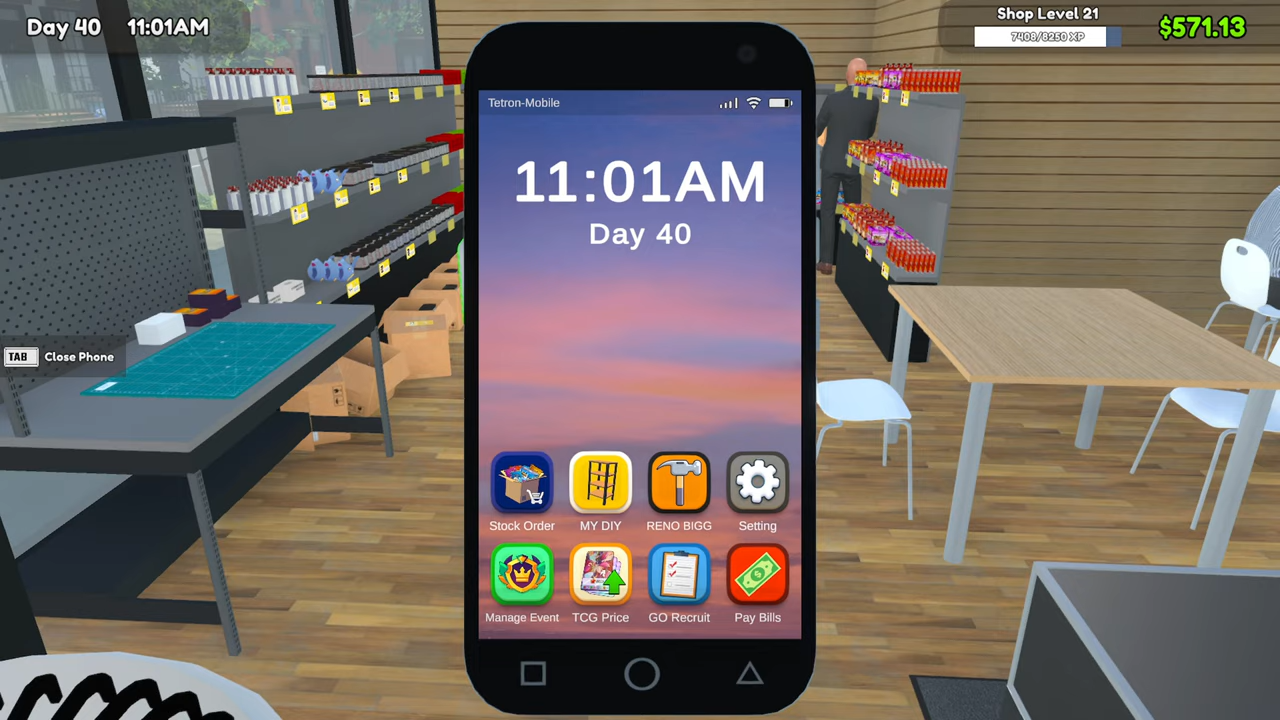 Day 40 11:01AM
Shop Level 21
7408/8250 XP
$571.13
Tetron-Mobile
11:01AM
Day 40
TAB Close Phone
Stock Order MY DIY RENO BIGG Setting
Manage Event TCG Price GO Recruit Pay Bills